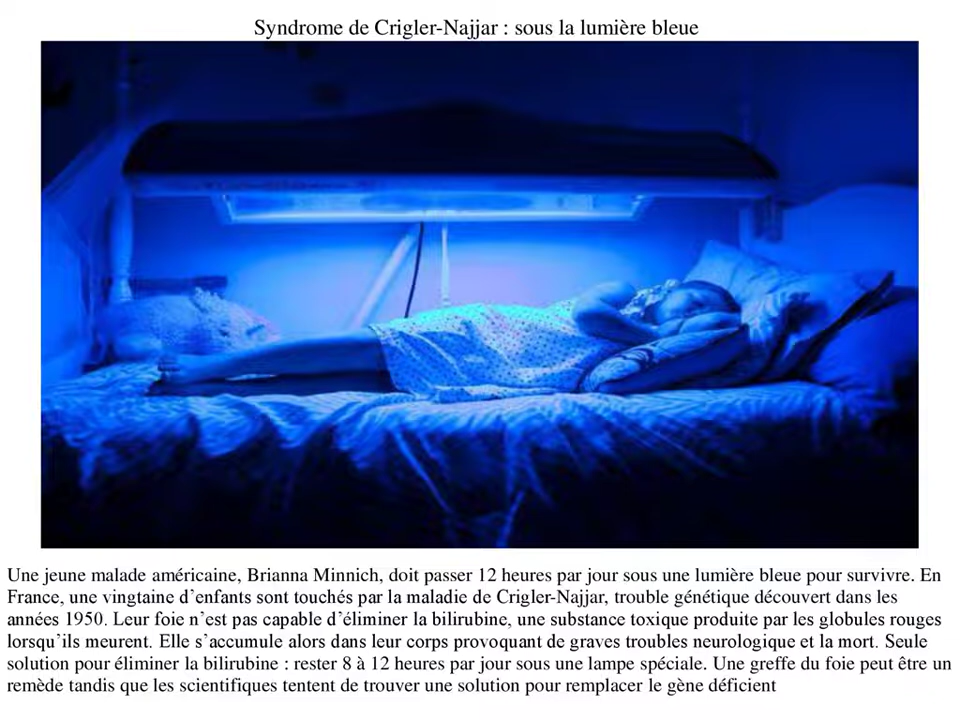 Syndrome de Crigler-Najjar : sous la lumière bleue
Une jeune malade américaine, Brianna Minnich, doit passer 12 heures par jour sous une lumière bleue pour survivre. En
France, une vingtaine d’enfants sont touchés par la maladie de Crigler-Najjar, trouble génétique découvert dans les
années 1950. Leur foie n’est pas capable d’éliminer la bilirubine, une substance toxique produite par les globules rouges
lorsqu’ils meurent. Elle s’accumule alors dans leur corps provoquant de graves troubles neurologique et la mort. Seule
solution pour éliminer la bilirubine : rester 8 à 12 heures par jour sous une lampe spéciale. Une greffe du foie peut être un
remède tandis que les scientifiques tentent de trouver une solution pour remplacer le gène déficient